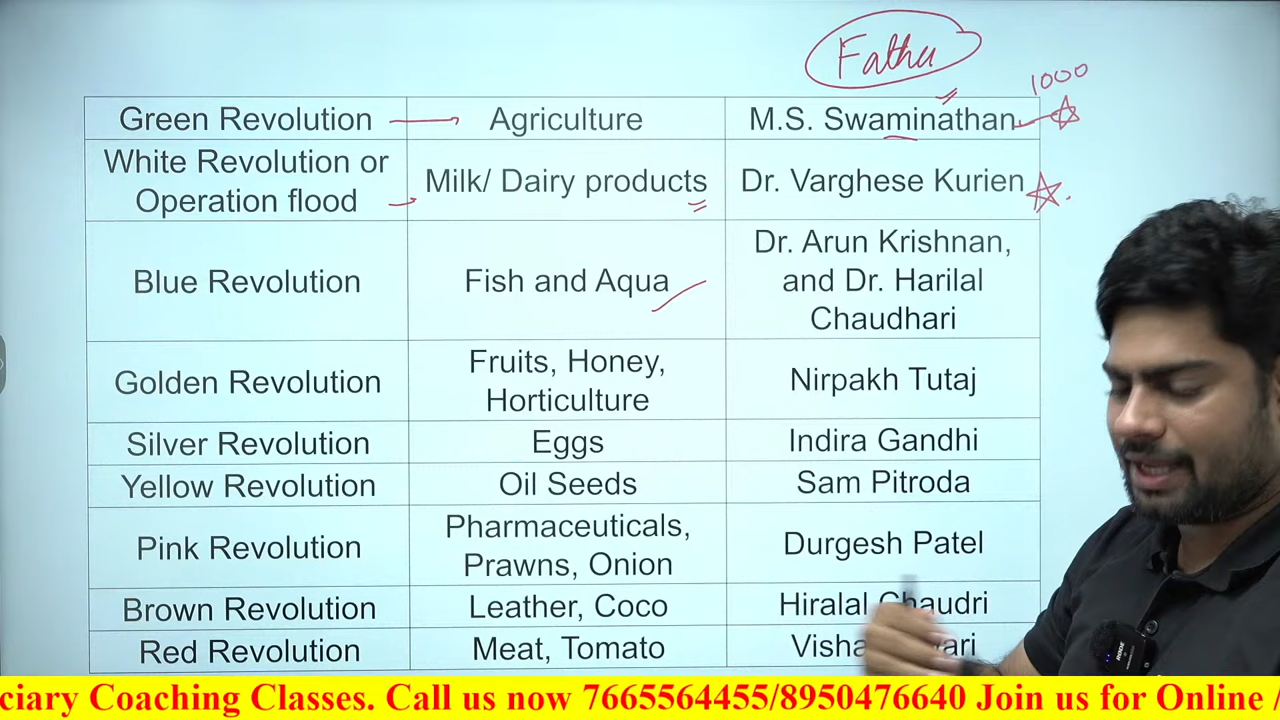 Father
1000
Green Revolution
Agriculture
M.S. Swaminathan
White Revolution or
Operation flood
Milk/ Dairy products
Dr. Varghese Kurien
Blue Revolution
Fish and Aqua
Dr. Arun Krishnan,
and Dr. Harilal
Chaudhari
Golden Revolution
Fruits, Honey,
Horticulture
Nirpakh Tutaj
Silver Revolution
Eggs
Indira Gandhi
Yellow Revolution
Oil Seeds
Sam Pitroda
Pink Revolution
Pharmaceuticals,
Prawns, Onion
Durgesh Patel
Brown Revolution
Leather, Coco
Hiralal Chaudri
Red Revolution
Meat, Tomato
ciary Coaching Classes. Call us now 7665564455/8950476640 Join us for Online /